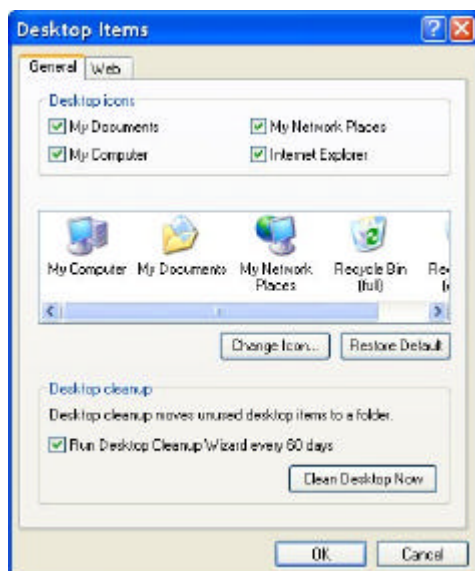 Desktop Items
General Web
Desktop icons
My Documents My Network Places
My Computer Internet Explorer
My Computer My Documents My Network Places Recycle Bin (full)
Change Icon... Restore Default
Desktop cleanup
Desktop cleanup moves unused desktop items to a folder.
Run Desktop Cleanup Wizard every 60 days
Clean Desktop Now
OK Cancel